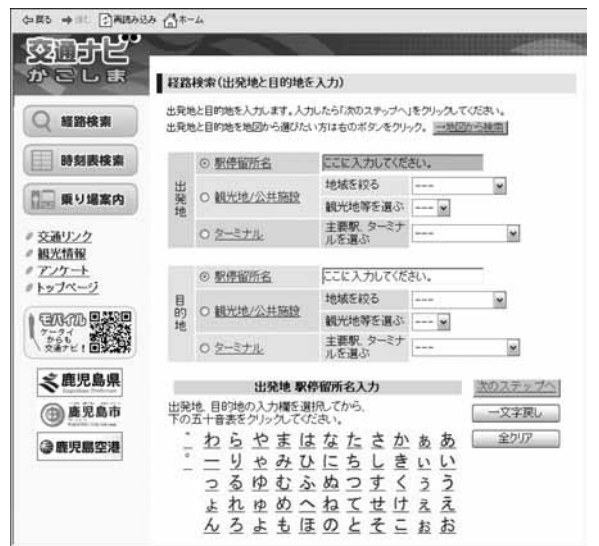 戻る 進む 再読み込み ホーム
交通ナビ
かごしま
経路検索
時刻表検索
乗り場案内
交通リンク
観光情報
アンケート
トップページ
モバイル
ケータイ
からも
交通ナビ!
鹿児島県
鹿児島市
鹿児島空港
経路検索(出発地と目的地を入力)
出発地と目的地を入力します。入力したら「次のステップへ」をクリックしてください。
出発地と目的地を地図から選びたい方は右のボタンをクリック。 →地図から検索
出発地
駅停留所名 ここに入力してください。
観光地/公共施設 地域を絞る ---
観光地等を選ぶ ---
ターミナル 主要駅、ターミナルを選ぶ ---
目的地
駅停留所名 ここに入力してください。
観光地/公共施設 地域を絞る ---
観光地等を選ぶ ---
ターミナル 主要駅、ターミナルを選ぶ ---
出発地 駅停留所名入力
次のステップへ
出発地、目的地の入力欄を選択してから、
下の五十音表をクリックしてください。
一文字戻し
全クリア
゛ わ ら や ま は な た さ か ぁ あ
゜ ー り ゃ み ひ に ち し き ぃ い
っ る ゆ む ふ ぬ つ す く ぅ う
ょ れ ゅ め へ ね て せ け ぇ え
ん ろ よ も ほ の と そ こ ぉ お